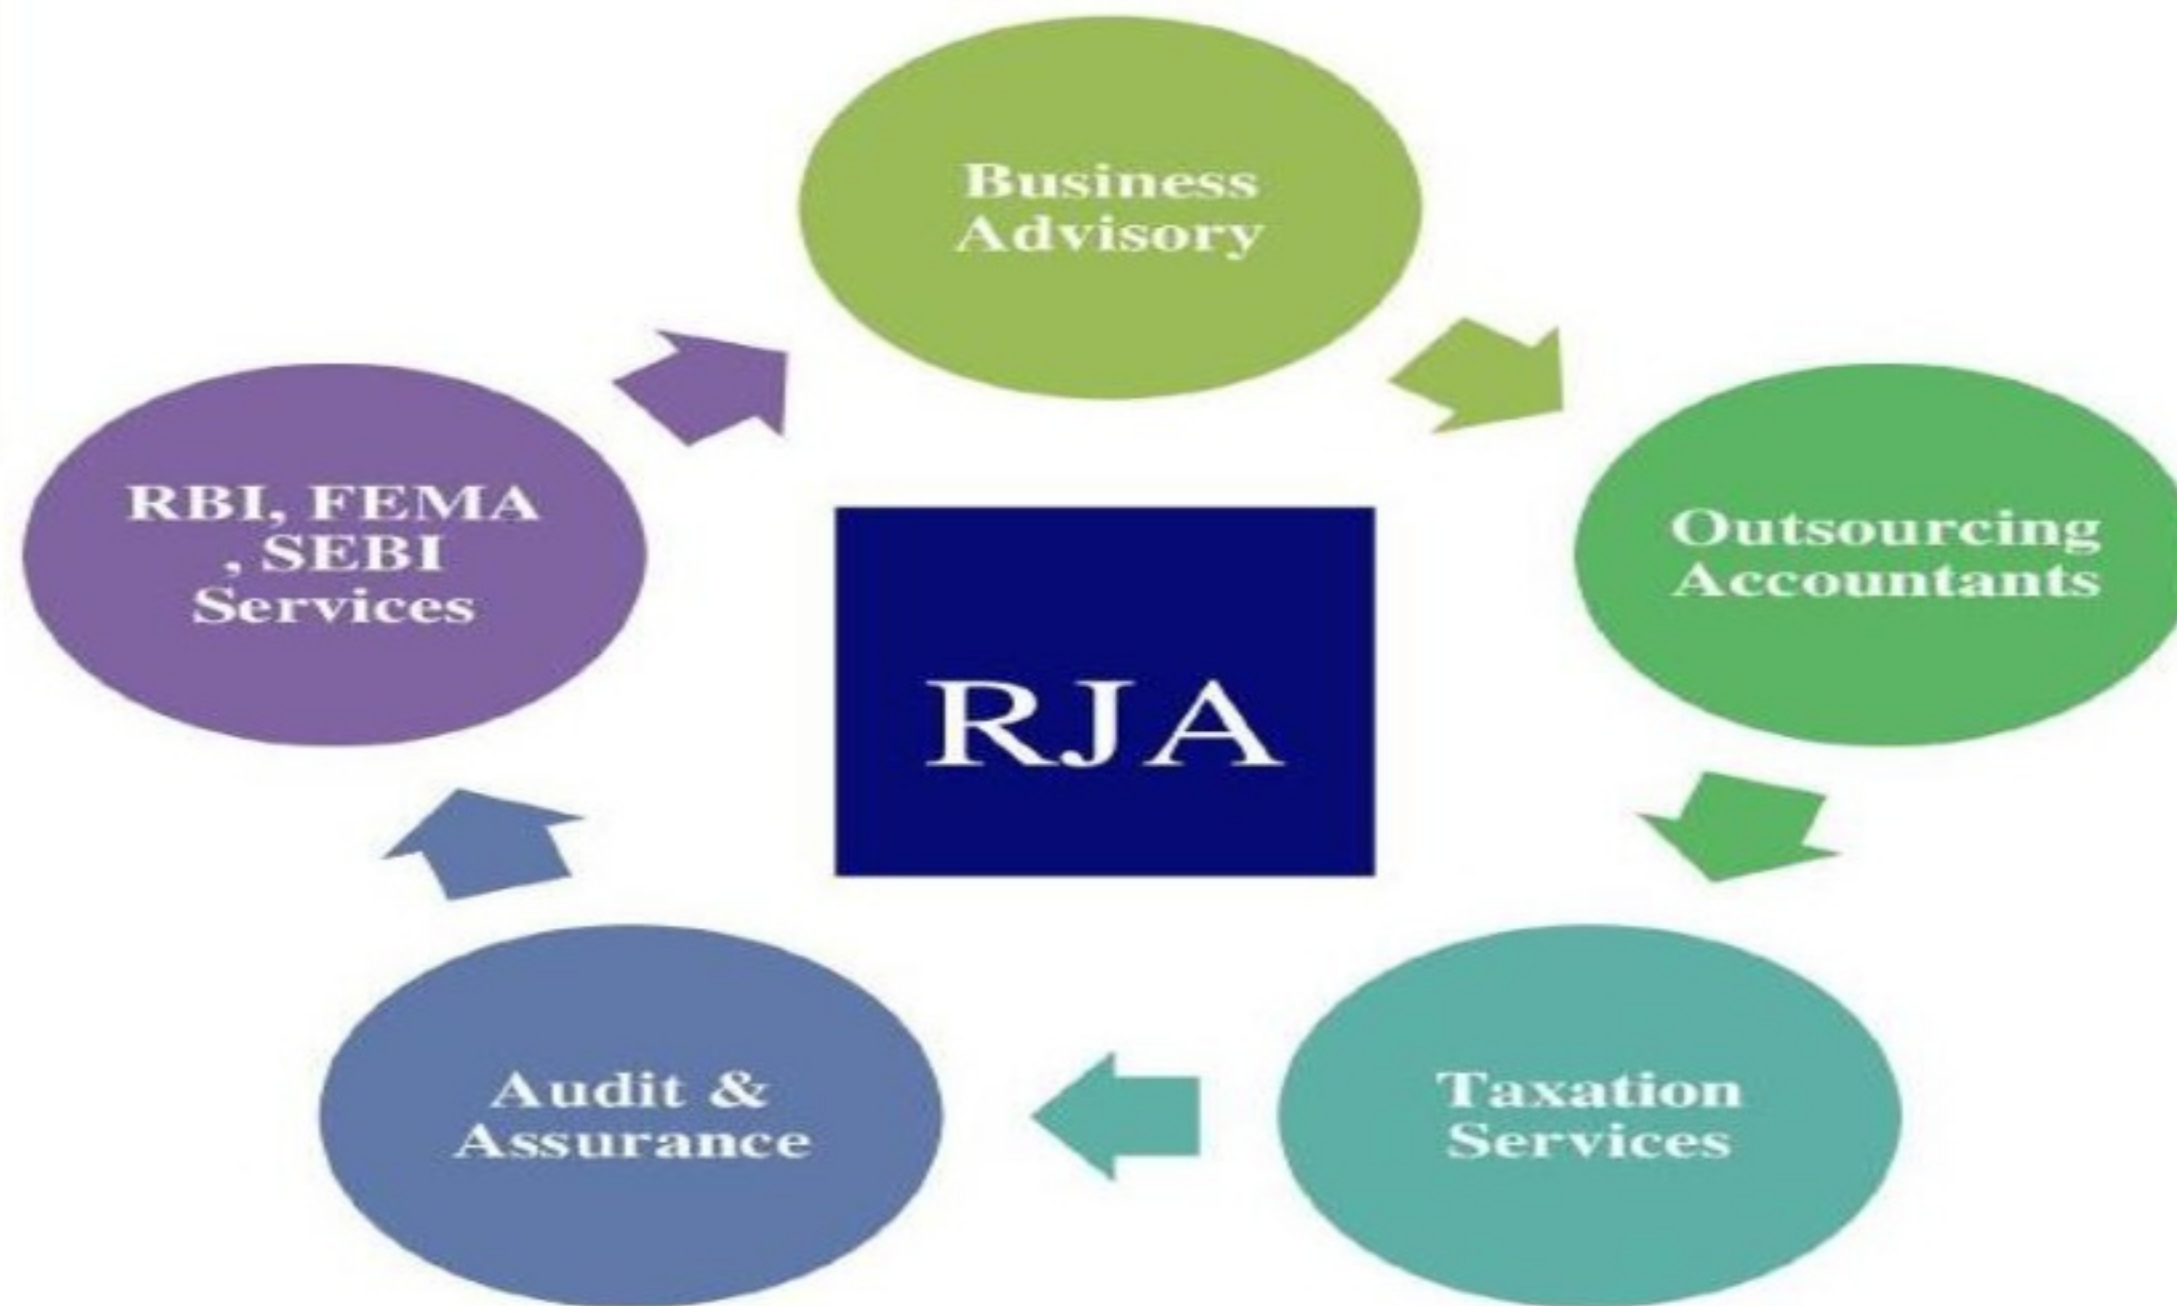 Business
Advisory
Outsourcing
Accountants
Taxation
Services
Audit &
Assurance
RBI, FEMA
, SEBI
Services
RJA